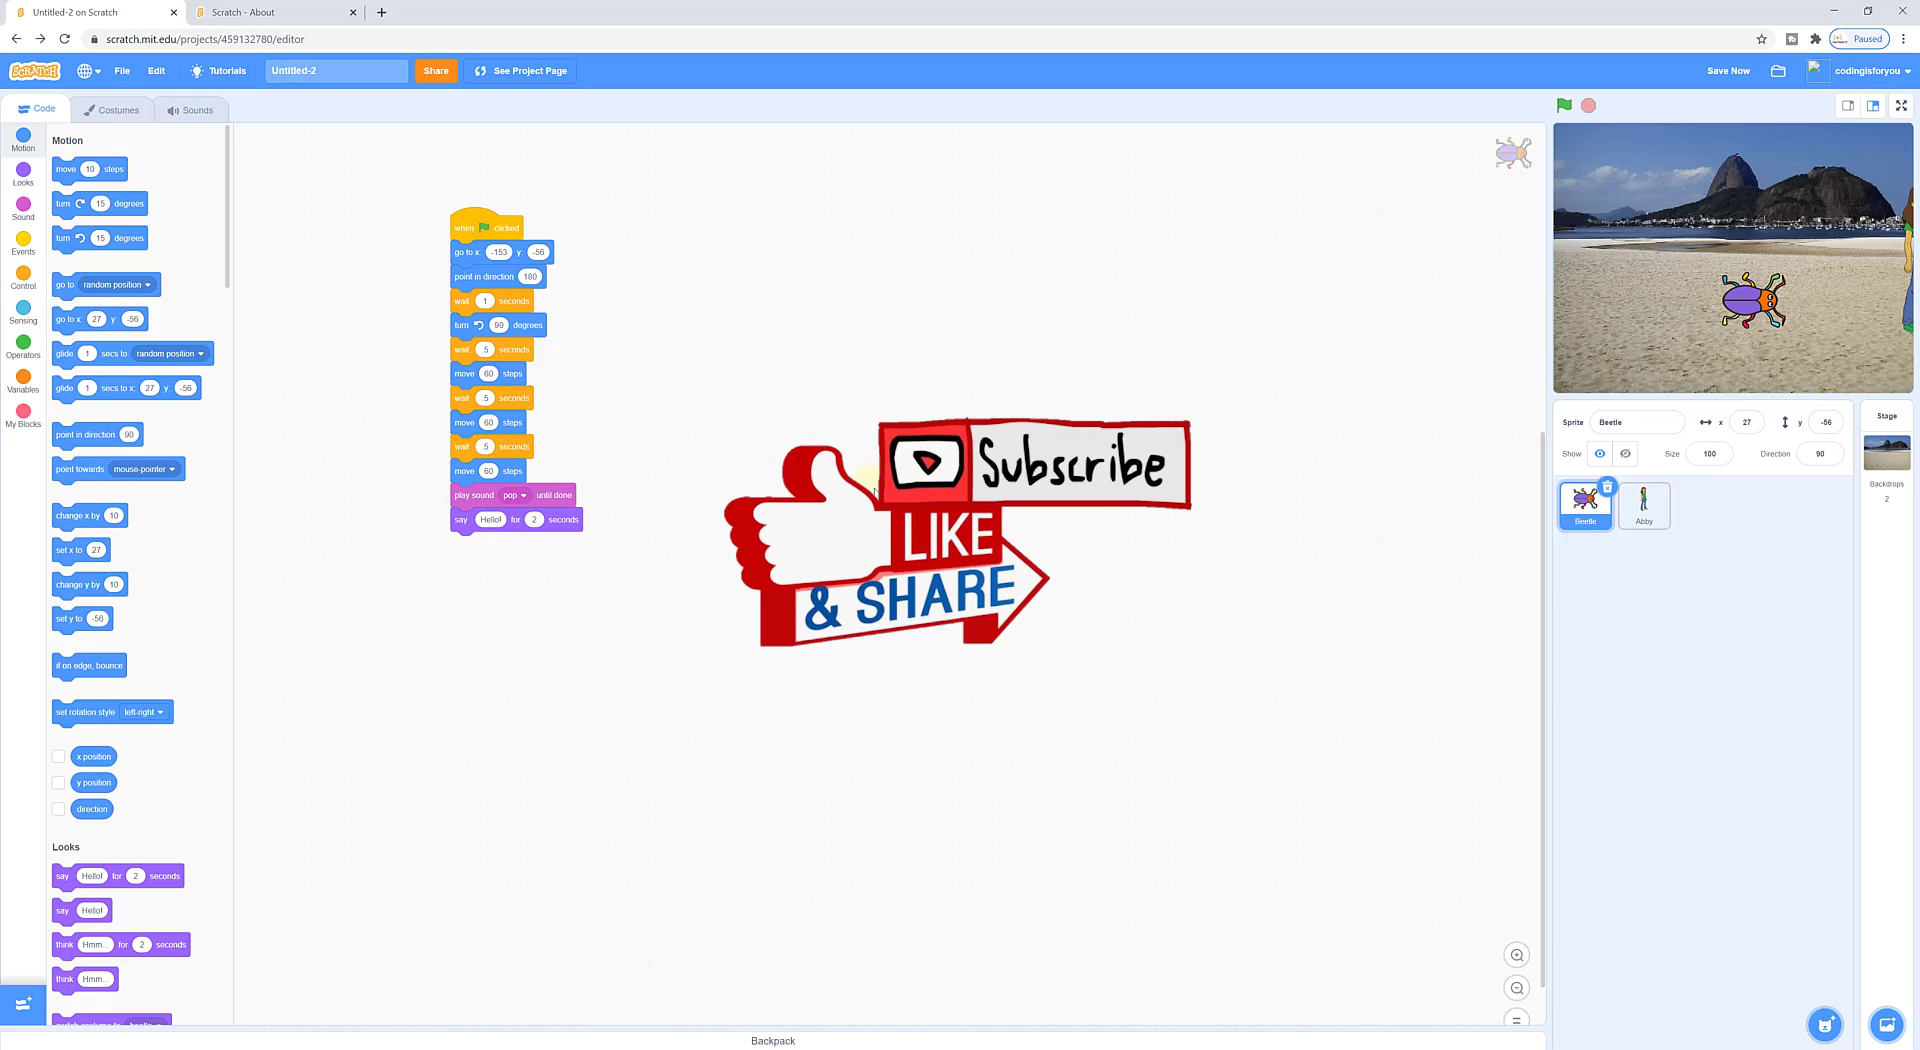 Untitled-2 on Scratch
Scratch - About
scratch.mit.edu/projects/459132780/editor
Paused
SCRATCH
File
Edit
Tutorials
Untitled-2
Share
See Project Page
Save Now
codingisforyou
Code
Costumes
Sounds
Motion
Looks
Sound
Events
Control
Sensing
Operators
Variables
My Blocks
Motion
move 10 steps
turn 15 degrees
turn 15 degrees
go to random position
go to x: 27 y: -56
glide 1 secs to random position
glide 1 secs to x: 27 y: -56
point in direction 90
point towards mouse-pointer
change x by 10
set x to 27
change y by 10
set y to -56
if on edge, bounce
set rotation style left-right
x position
y position
direction
Looks
say Hello! for 2 seconds
say Hello!
think Hmm... for 2 seconds
think Hmm...
when clicked
go to x: -153 y: -56
point in direction 180
wait 1 seconds
turn 90 degrees
wait .5 seconds
move 60 steps
wait .5 seconds
move 60 steps
wait .5 seconds
move 60 steps
play sound pop until done
say Hello! for 2 seconds
Subscribe
LIKE
& SHARE
Sprite Beetle x 27 y -56
Show Size 100 Direction 90
Beetle
Abby
Stage
Backdrops
2
Backpack